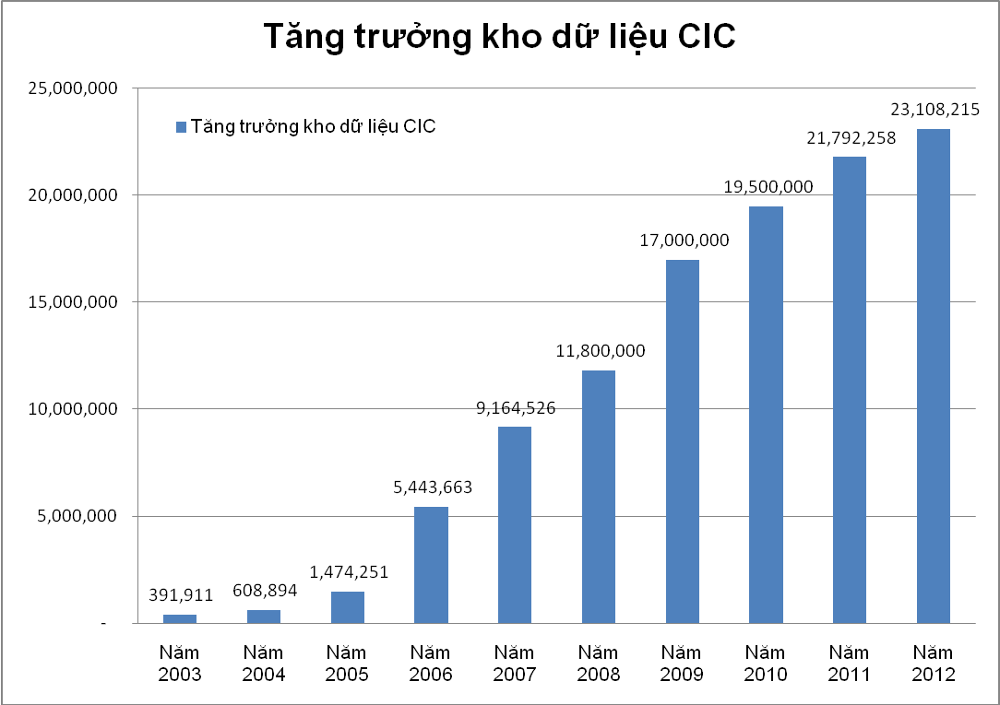 Tăng trưởng kho dữ liệu CIC
25,000,000
20,000,000
15,000,000
10,000,000
5,000,000
-
Tăng trưởng kho dữ liệu CIC
391,911
608,894
1,474,251
5,443,663
9,164,526
11,800,000
17,000,000
19,500,000
21,792,258
23,108,215
Năm
2003
Năm
2004
Năm
2005
Năm
2006
Năm
2007
Năm
2008
Năm
2009
Năm
2010
Năm
2011
Năm
2012